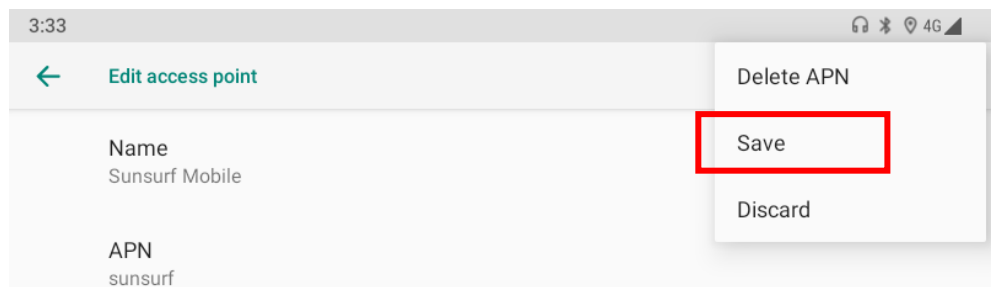 3:33
4G
Edit access point
Delete APN
Name
Sunsurf Mobile
Save
Discard
APN
sunsurf